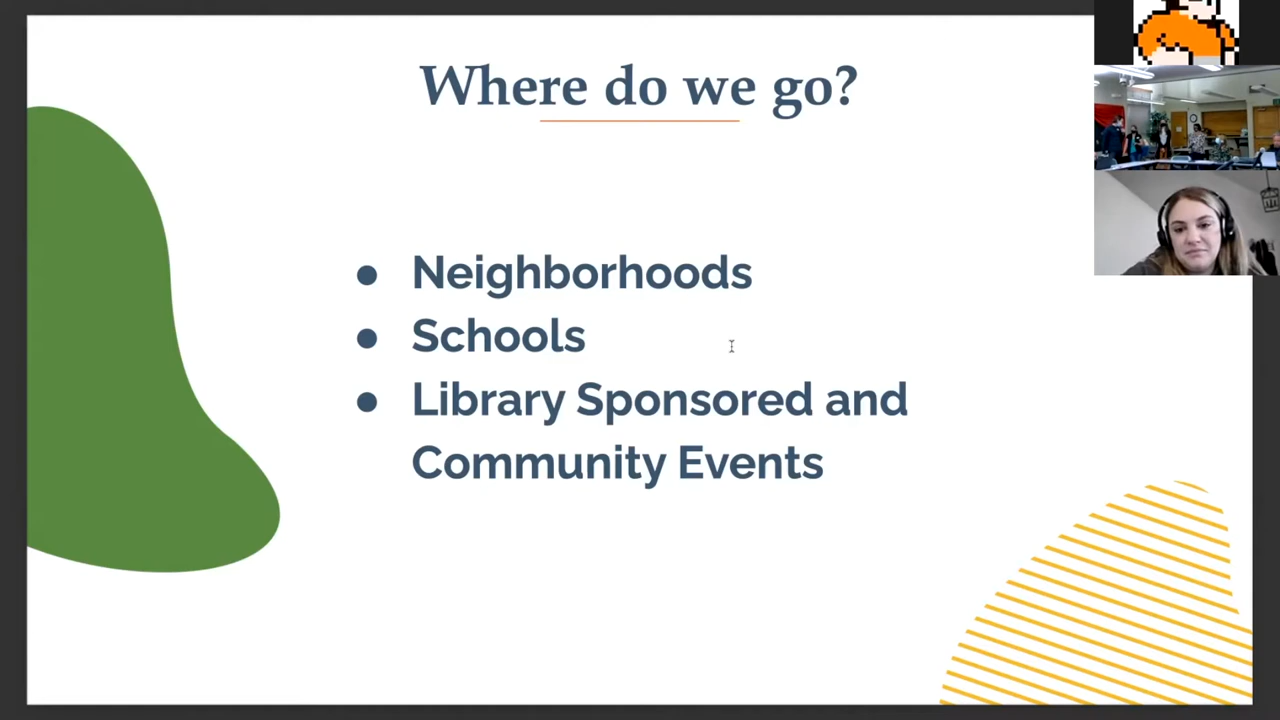 Where do we go?
● Neighborhoods
● Schools
● Library Sponsored and
Community Events